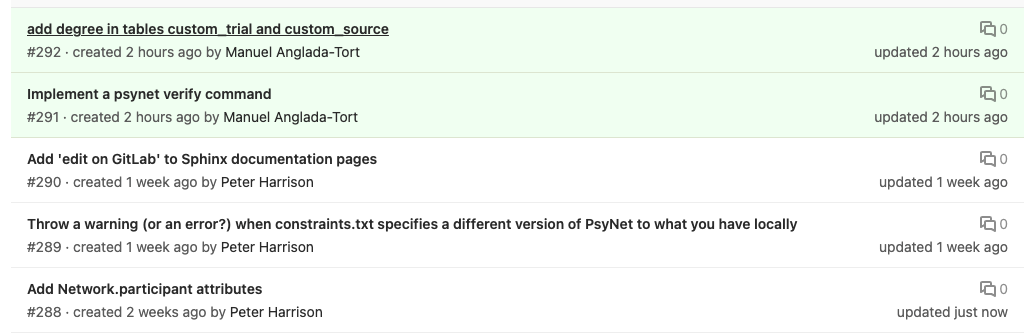 add degree in tables custom_trial and custom_source 0
#292 · created 2 hours ago by Manuel Anglada-Tort updated 2 hours ago
Implement a psynet verify command 0
#291 · created 2 hours ago by Manuel Anglada-Tort updated 2 hours ago
Add 'edit on GitLab' to Sphinx documentation pages 0
#290 · created 1 week ago by Peter Harrison updated 1 week ago
Throw a warning (or an error?) when constraints.txt specifies a different version of PsyNet to what you have locally 0
#289 · created 1 week ago by Peter Harrison updated 1 week ago
Add Network.participant attributes 0
#288 · created 2 weeks ago by Peter Harrison updated just now